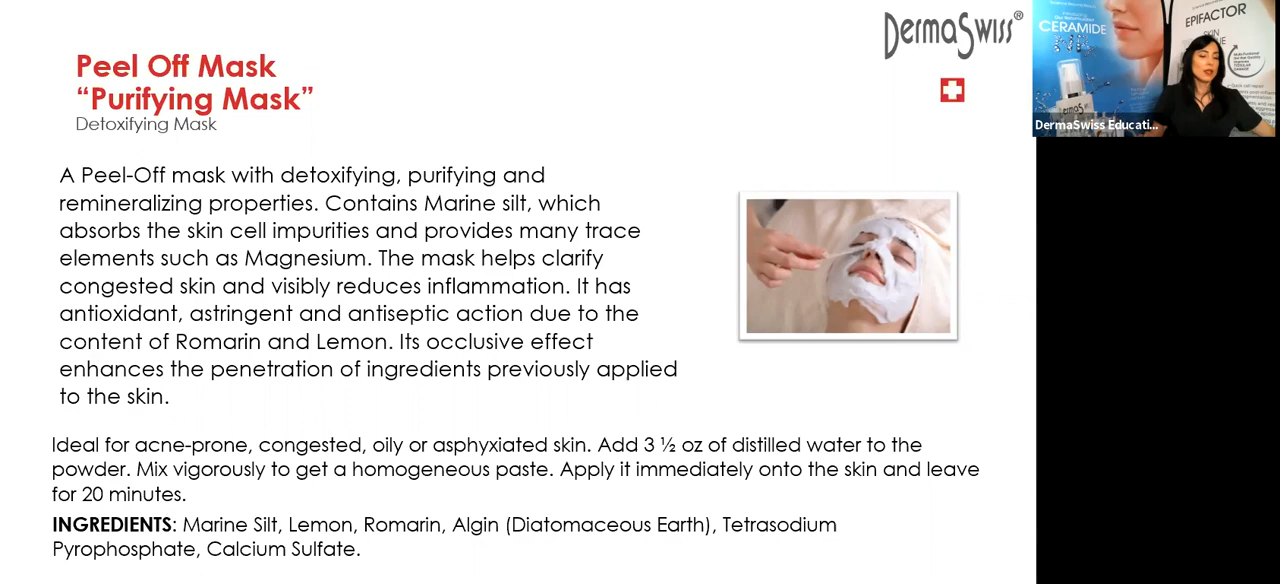 DermaSwiss®
Peel Off Mask
“Purifying Mask”
Detoxifying Mask
A Peel-Off mask with detoxifying, purifying and
remineralizing properties. Contains Marine silt, which
absorbs the skin cell impurities and provides many trace
elements such as Magnesium. The mask helps clarify
congested skin and visibly reduces inflammation. It has
antioxidant, astringent and antiseptic action due to the
content of Romarin and Lemon. Its occlusive effect
enhances the penetration of ingredients previously applied
to the skin.
Ideal for acne-prone, congested, oily or asphyxiated skin. Add 3 ½ oz of distilled water to the
powder. Mix vigorously to get a homogeneous paste. Apply it immediately onto the skin and leave
for 20 minutes.
INGREDIENTS: Marine Silt, Lemon, Romarin, Algin (Diatomaceous Earth), Tetrasodium
Pyrophosphate, Calcium Sulfate.
CERAMIDE
EPIFACTOR
SKIN
DermaSwiss Educati...